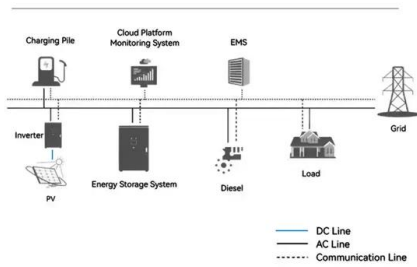 Charging Pile
Cloud Platform
Monitoring System
EMS
Grid
Inverter
PV
Energy Storage System
Diesel
Load
DC Line
AC Line
Communication Line